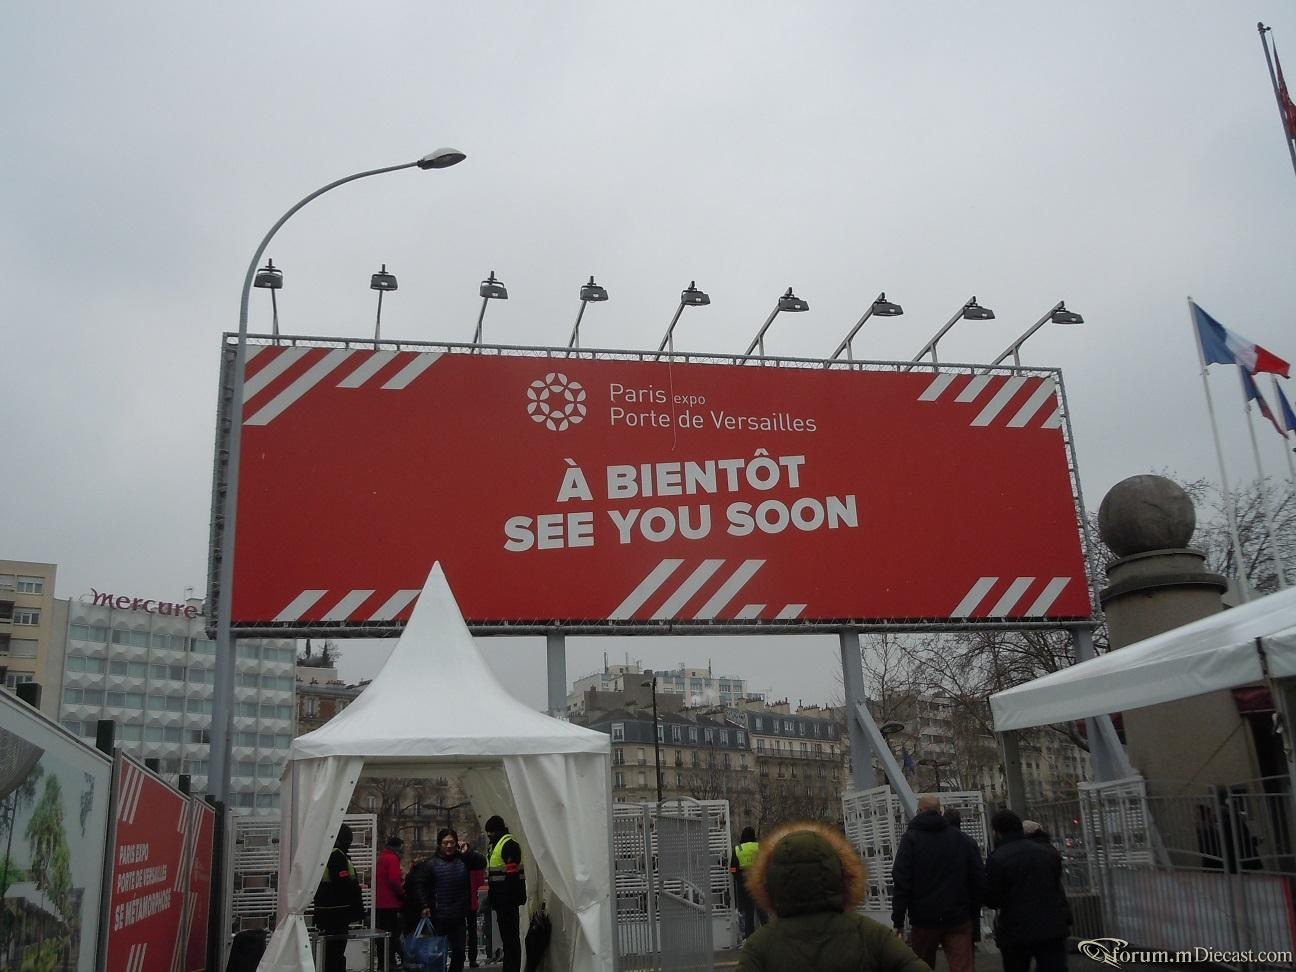 Paris expo
Porte de Versailles
À BIENTÔT
SEE YOU SOON
mercure
PARIS EXPO
PORTE DE VERSAILLES
SE MÉTAMORPHOSE
forum.mDiecast.com